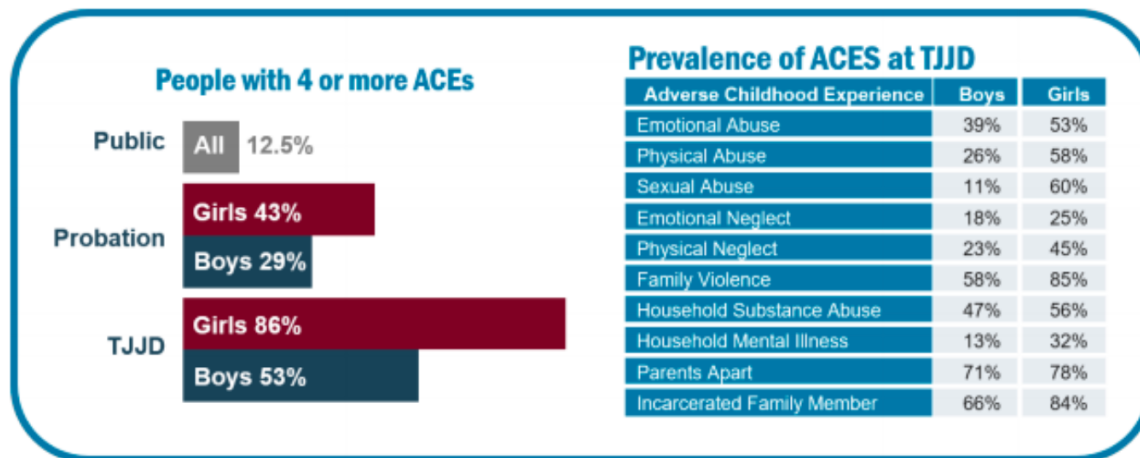 People with 4 or more ACEs
Public
All 12.5%
Probation
Girls 43%
Boys 29%
TJJD
Girls 86%
Boys 53%
Prevalence of ACES at TJJD
Adverse Childhood Experience Boys Girls
Emotional Abuse 39% 53%
Physical Abuse 26% 58%
Sexual Abuse 11% 60%
Emotional Neglect 18% 25%
Physical Neglect 23% 45%
Family Violence 58% 85%
Household Substance Abuse 47% 56%
Household Mental Illness 13% 32%
Parents Apart 71% 78%
Incarcerated Family Member 66% 84%